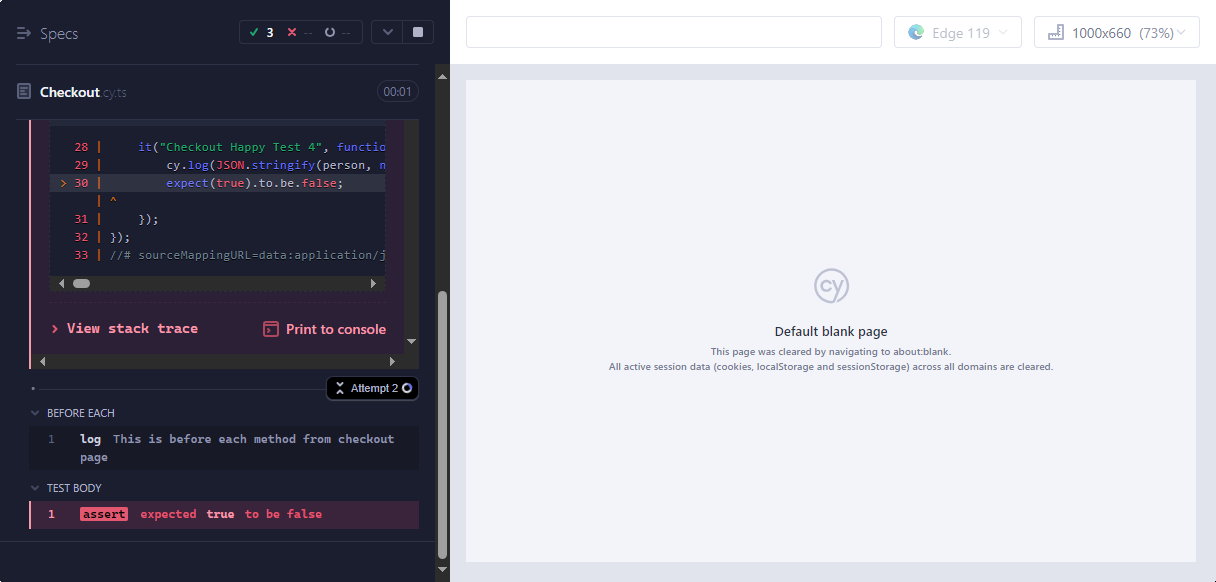 Specs
3
--
--
Edge 119
1000x660 (73%)
Checkout cy.ts
00:01
28 | it("Checkout Happy Test 4", functio
29 | cy.log(JSON.stringify(person, n
> 30 | expect(true).to.be.false;
| ^
31 | });
32 | });
33 | //# sourceMappingURL=data:application/j
View stack trace
Print to console
Attempt 2
BEFORE EACH
1 log This is before each method from checkout
page
TEST BODY
1 assert expected true to be false
cy
Default blank page
This page was cleared by navigating to about:blank.
All active session data (cookies, localStorage and sessionStorage) across all domains are cleared.